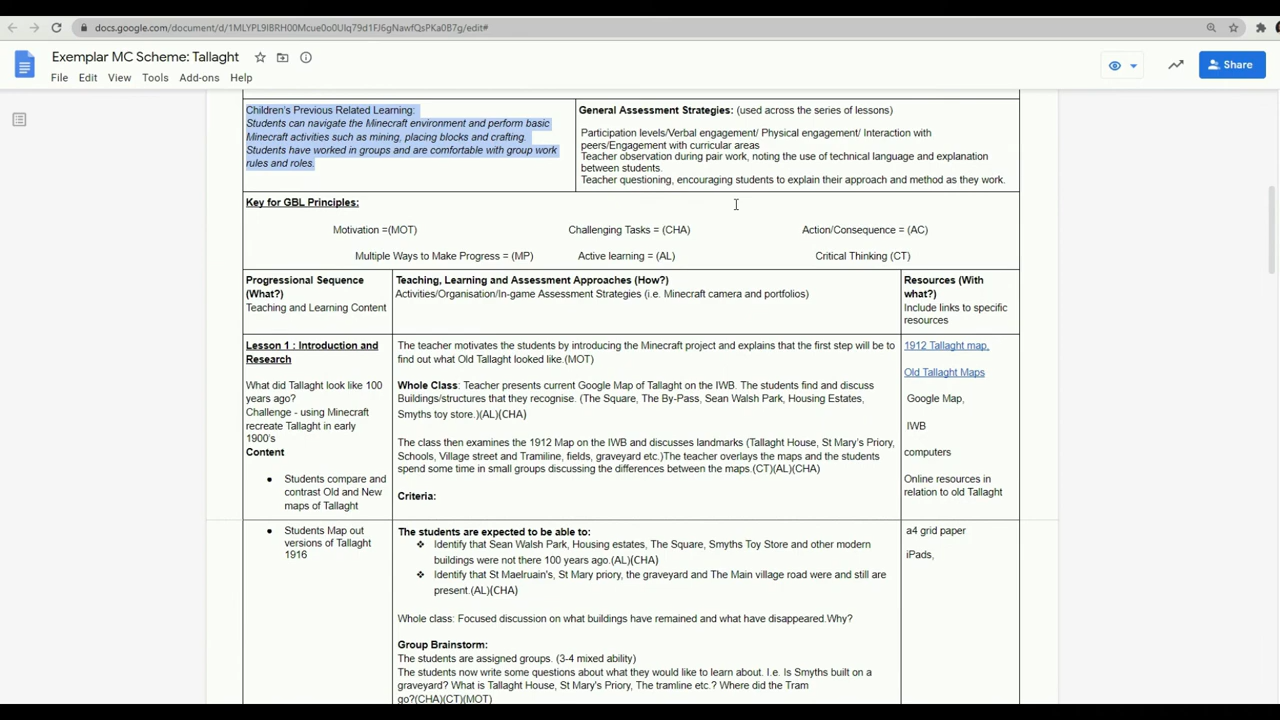 docs.google.com/document/d/1MLYPL9IBRH00Mcue0o0UIq79d1FJ6gNawfQsPKa0B7g/edit#
Exemplar MC Scheme: Tallaght
File Edit View Tools Add-ons Help
Share
Children's Previous Related Learning:
Students can navigate the Minecraft environment and perform basic
Minecraft activities such as mining, placing blocks and crafting.
Students have worked in groups and are comfortable with group work
rules and roles.
General Assessment Strategies: (used across the series of lessons)
Participation levels/Verbal engagement/ Physical engagement/ Interaction with
peers/Engagement with curricular areas
Teacher observation during pair work, noting the use of technical language and explanation
between students.
Teacher questioning, encouraging students to explain their approach and method as they work.
Key for GBL Principles:
Motivation =(MOT) Challenging Tasks = (CHA) Action/Consequence = (AC)
Multiple Ways to Make Progress = (MP) Active learning = (AL) Critical Thinking (CT)
Progressional Sequence
(What?)
Teaching and Learning Content
Teaching, Learning and Assessment Approaches (How?)
Activities/Organisation/In-game Assessment Strategies (i.e. Minecraft camera and portfolios)
Resources (With
what?)
Include links to specific
resources
Lesson 1 : Introduction and
Research
What did Tallaght look like 100
years ago?
Challenge - using Minecraft
recreate Tallaght in early
1900's
Content
● Students compare and
contrast Old and New
maps of Tallaght
The teacher motivates the students by introducing the Minecraft project and explains that the first step will be to
find out what Old Tallaght looked like.(MOT)
Whole Class: Teacher presents current Google Map of Tallaght on the IWB. The students find and discuss
Buildings/structures that they recognise. (The Square, The By-Pass, Sean Walsh Park, Housing Estates,
Smyths toy store.)(AL)(CHA)
The class then examines the 1912 Map on the IWB and discusses landmarks (Tallaght House, St Mary's Priory,
Schools, Village street and Tramiline, fields, graveyard etc.)The teacher overlays the maps and the students
spend some time in small groups discussing the differences between the maps.(CT)(AL)(CHA)
Criteria:
1912 Tallaght map,
Old Tallaght Maps
Google Map,
IWB
computers
Online resources in
relation to old Tallaght
● Students Map out
versions of Tallaght
1916
The students are expected to be able to:
❖ Identify that Sean Walsh Park, Housing estates, The Square, Smyths Toy Store and other modern
buildings were not there 100 years ago.(AL)(CHA)
❖ Identify that St Maelruain's, St Mary priory, the graveyard and The Main village road were and still are
present.(AL)(CHA)
Whole class: Focused discussion on what buildings have remained and what have disappeared.Why?
Group Brainstorm:
The students are assigned groups. (3-4 mixed ability)
The students now write some questions about what they would like to learn about. I.e. Is Smyths built on a
graveyard? What is Tallaght House, St Mary's Priory, The tramline etc.? Where did the Tram
go?(CHA)(CT)(MOT)
a4 grid paper
iPads,